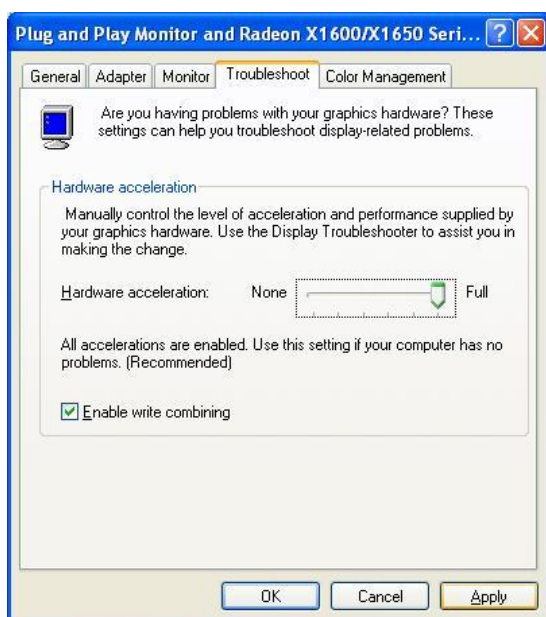 Plug and Play Monitor and Radeon X1600/X1650 Seri...
General Adapter Monitor Troubleshoot Color Management
Are you having problems with your graphics hardware? These
settings can help you troubleshoot display-related problems.
Hardware acceleration
Manually control the level of acceleration and performance supplied by
your graphics hardware. Use the Display Troubleshooter to assist you in
making the change.
Hardware acceleration: None Full
All accelerations are enabled. Use this setting if your computer has no
problems. (Recommended)
Enable write combining
OK Cancel Apply